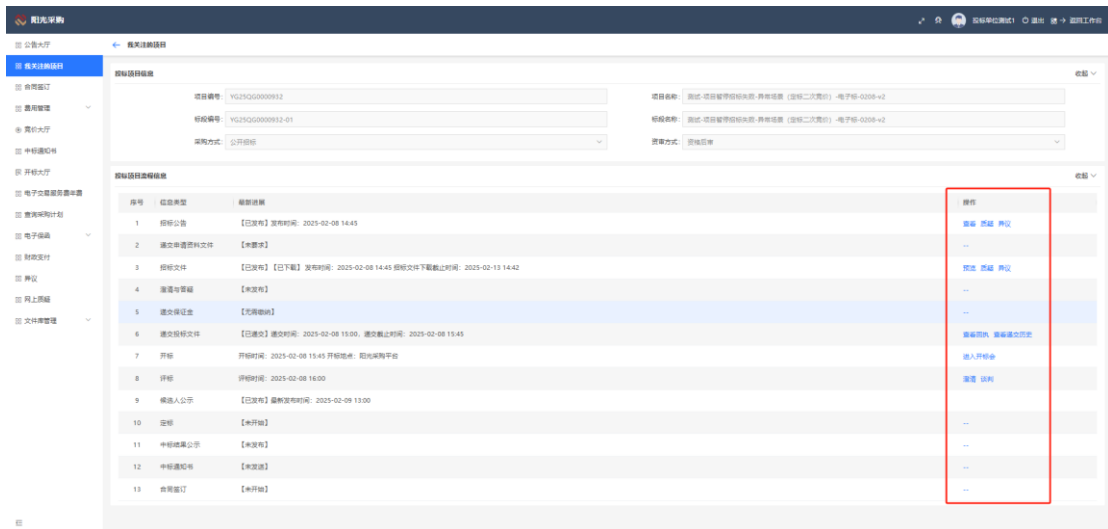 阳光采购
投标单位测试1 退出 返回工作台
公告大厅
我关注的项目
合同签订
费用管理
竞价大厅
中标通知书
开标大厅
电子交易服务费年费
查询采购计划
电子保函
财政支付
异议
网上质疑
文件库管理
← 我关注的项目
投标项目信息 收起
项目编号: YG25QG0000932
项目名称: 测试-项目暂停招标失败-异常场景（定标二次竞价）-电子标-0208-v2
标段编号: YG25QG0000932-01
标段名称: 测试-项目暂停招标失败-异常场景（定标二次竞价）-电子标-0208-v2
采购方式: 公开招标
资审方式: 资格后审
投标项目流程信息 收起
序号 信息类型 最新进展 操作
1 招标公告 【已发布】发布时间: 2025-02-08 14:45 查看 质疑 异议
2 递交申请资料文件 【未要求】 --
3 招标文件 【已发布】【已下载】 发布时间: 2025-02-08 14:45 招标文件下载截止时间: 2025-02-13 14:42 预览 质疑 异议
4 澄清与答疑 【未发布】 --
5 递交保证金 【无需缴纳】 --
6 递交投标文件 【已递交】递交时间: 2025-02-08 15:00, 递交截止时间: 2025-02-08 15:45 查看回执 查看递交历史
7 开标 开标时间: 2025-02-08 15:45 开标地点: 阳光采购平台 进入开标会
8 评标 评标时间: 2025-02-08 16:00 澄清 谈判
9 候选人公示 【已发布】最新发布时间: 2025-02-09 13:00
10 定标 【未开始】 --
11 中标结果公示 【未发布】 --
12 中标通知书 【未发送】 --
13 合同签订 【未开始】 --